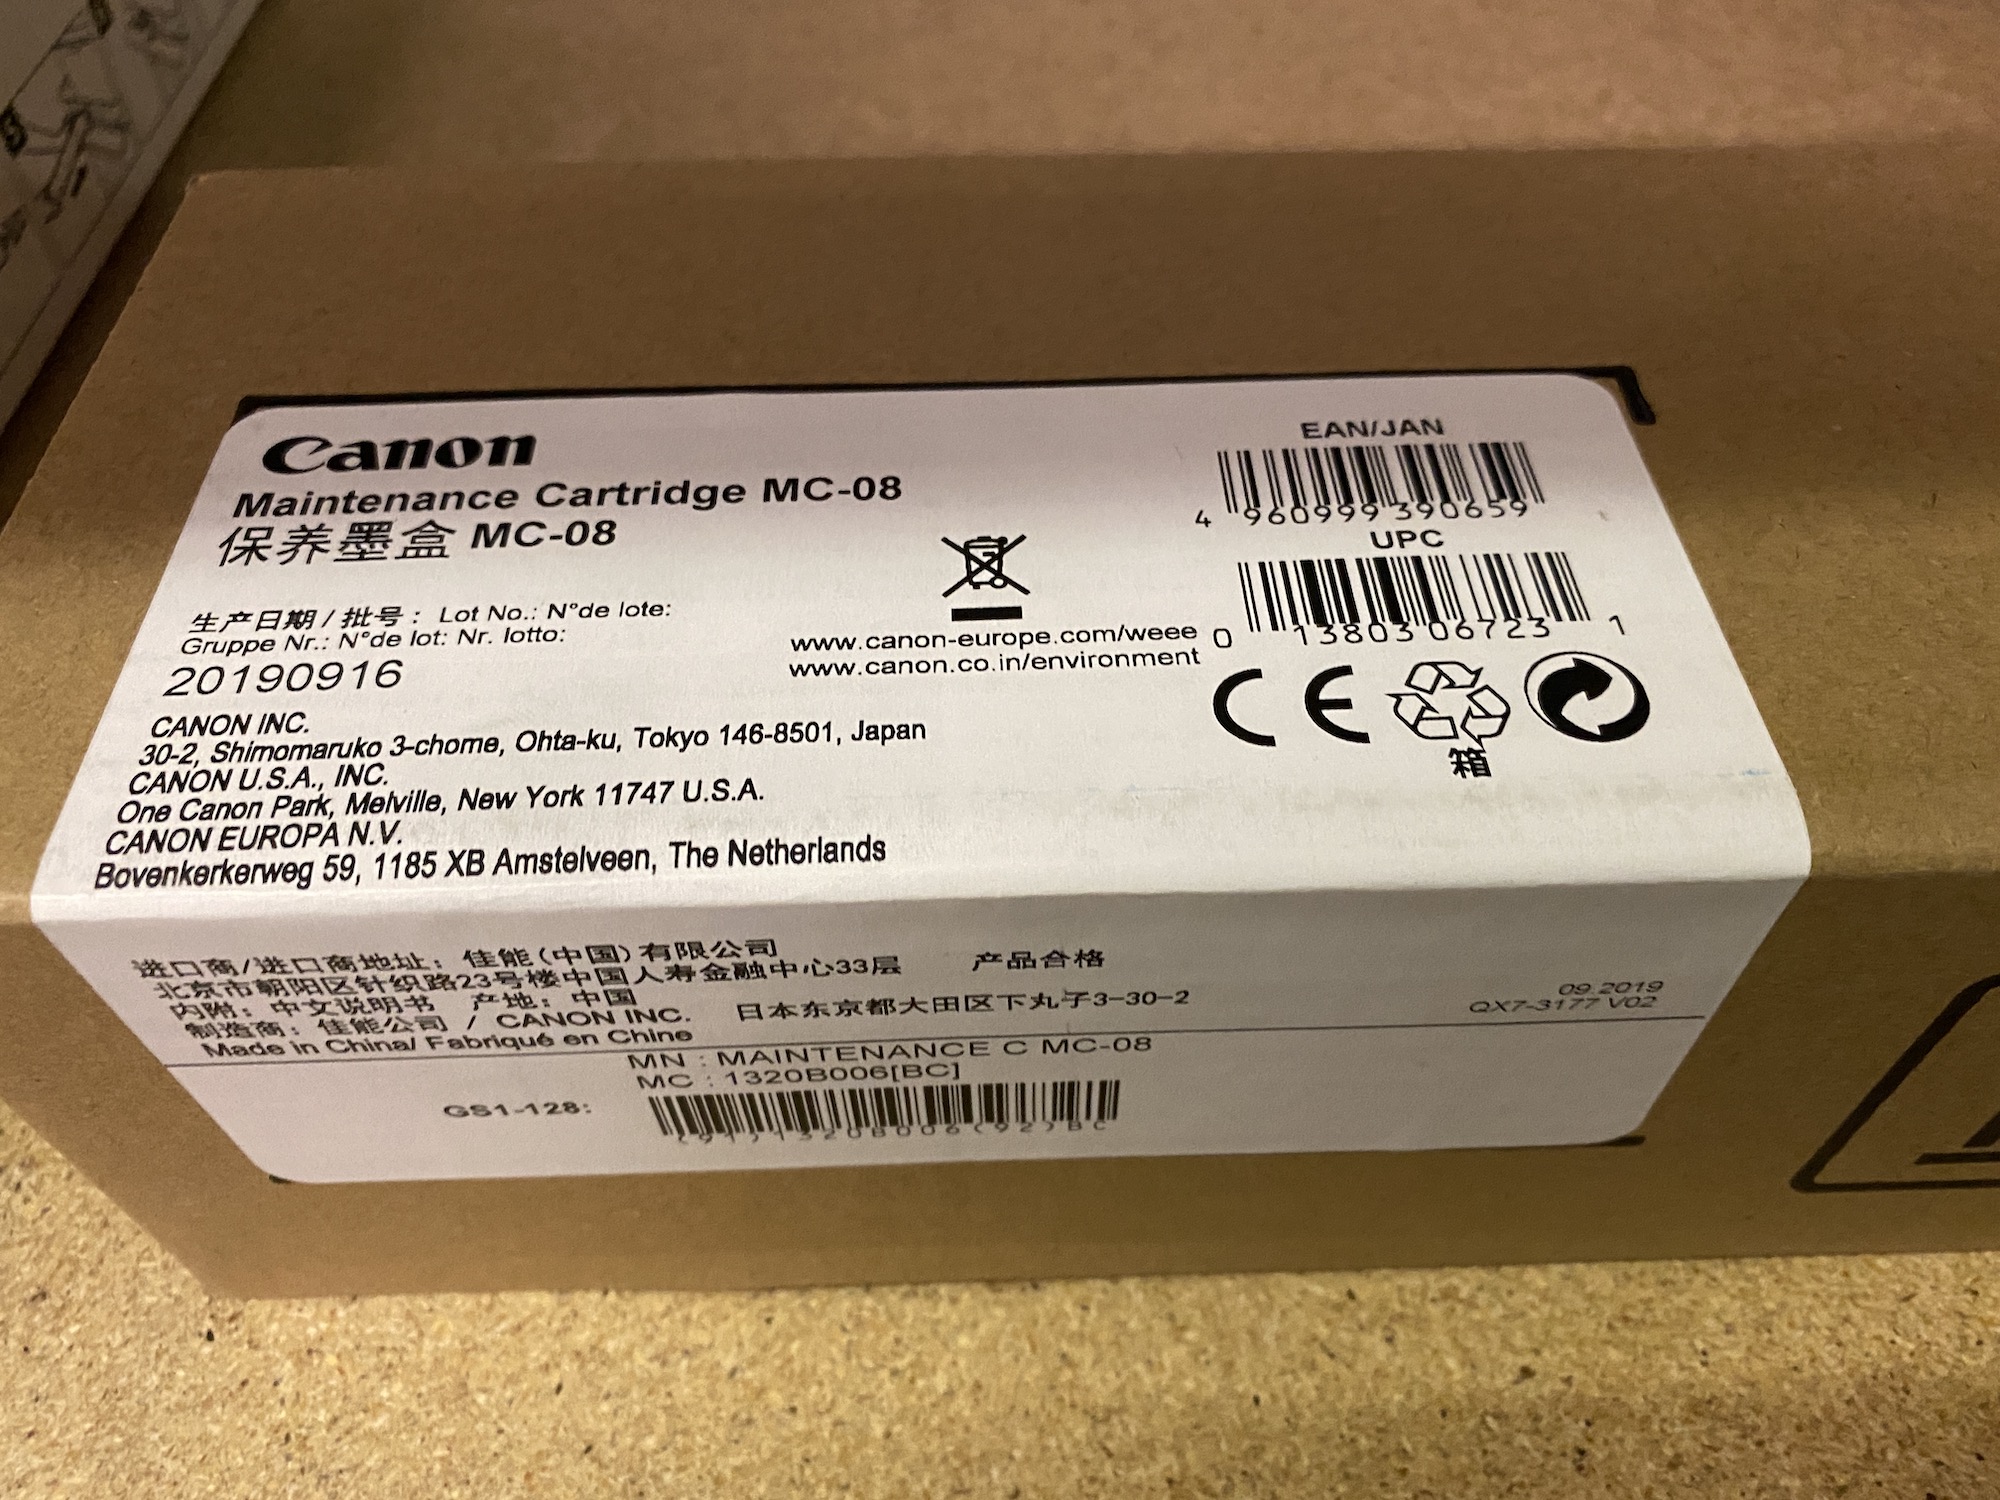 Canon
Maintenance Cartridge MC-08
保养墨盒 MC-08
生产日期 / 批号： Lot No.: N°de lote:
Gruppe Nr.: N°de lot: Nr. lotto:
20190916
www.canon-europe.com/weee
www.canon.co.in/environment
EAN/JAN
4 960999 390659
UPC
0 13803 06723 1
CE
箱
CANON INC.
30-2, Shimomaruko 3-chome, Ohta-ku, Tokyo 146-8501, Japan
CANON U.S.A., INC.
One Canon Park, Melville, New York 11747 U.S.A.
CANON EUROPA N.V.
Bovenkerkerweg 59, 1185 XB Amstelveen, The Netherlands
进口商/进口商地址：佳能（中国）有限公司
北京市朝阳区针织路23号楼中国人寿金融中心33层 产品合格
内附：中文说明书 产地：中国
制造商：佳能公司 / CANON INC. 日本东京都大田区下丸子3-30-2
Made in China/ Fabriqué en Chine
09.2019
QX7-3177 V02
MN : MAINTENANCE C MC-08
MC : 1320B006[BC]
GS1-128:
(91)1320B006(92)BC